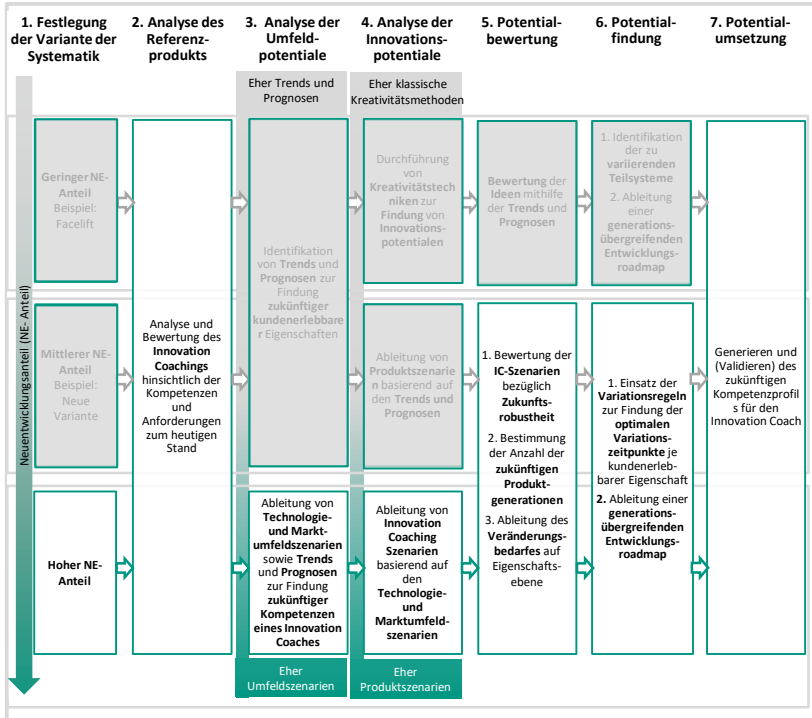 1. Festlegung
der Variante der
Systematik
2. Analyse des
Referenz-
produkts
3. Analyse der
Umfeld-
potentiale
4. Analyse der
Innovations-
potentiale
5. Potential-
bewertung
6. Potential-
findung
7. Potential-
umsetzung
Eher Trends und
Prognosen
Eher klassische
Kreativitätsmethoden
Neuentwicklungsanteil (NE- Anteil)
Geringer NE-
Anteil
Beispiel:
Facelift
Mittlerer NE-
Anteil
Beispiel:
Neue
Variante
Hoher NE-
Anteil
Analyse und
Bewertung des
Innovation
Coachings
hinsichtlich der
Kompetenzen
und
Anforderungen
zum heutigen
Stand
Identifikation
von Trends und
Prognosen zur
Findung
zukünftiger
kundenerlebbare
r Eigenschaften
Ableitung von
Technologie-
und Markt-
umfeldszenarien
sowie Trends
und Prognosen
zur Findung
zukünftiger
Kompetenzen
eines Innovation
Coaches
Eher
Umfeldszenarien
Durchführung
von
Kreativitätstec
hniken zur
Findung von
Innovations-
potentialen
Ableitung von
Produktszenarie
n basierend auf
den Trends und
Prognosen
Ableitung von
Innovation
Coaching
Szenarien
basierend auf
den
Technologie-
und
Marktumfeld-
szenarien
Eher
Produktszenarien
Bewertung der
Ideen mithilfe
der Trends und
Prognosen
1. Bewertung der
IC-Szenarien
bezüglich
Zukunfts-
robustheit
2. Bestimmung
der Anzahl der
zukünftigen
Produkt-
generationen
3. Ableitung des
Veränderungs-
bedarfes auf
Eigenschafts-
ebene
1. Identifikation
der zu
variierenden
Teilsysteme
2. Ableitung
einer
generations-
übergreifenden
Entwicklungs-
roadmap
1. Einsatz der
Variationsregeln
zur Findung der
optimalen
Variations-
zeitpunkte je
kundenerleb-
barer Eigenschaft
2. Ableitung einer
generations-
übergreifenden
Entwicklungs-
roadmap
Generieren und
(Validieren) des
zukünftigen
Kompetenzprofil
s für den
Innovation Coach